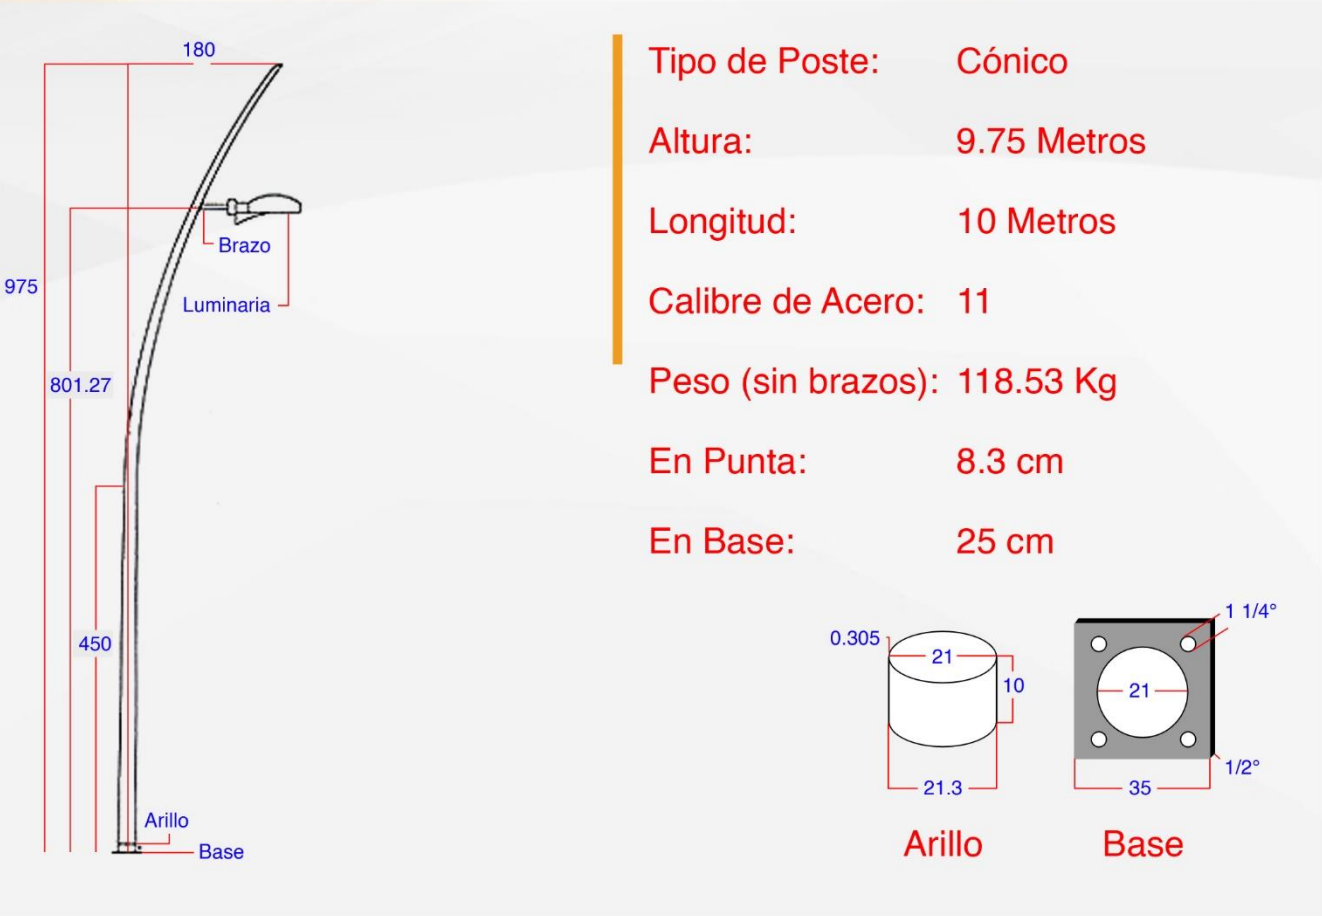 180
975
801.27
450
Brazo
Luminaria
Arillo
Base
Tipo de Poste: Cónico
Altura: 9.75 Metros
Longitud: 10 Metros
Calibre de Acero: 11
Peso (sin brazos): 118.53 Kg
En Punta: 8.3 cm
En Base: 25 cm
0.305
21
10
21.3
Arillo
1 1/4°
21
1/2°
35
Base